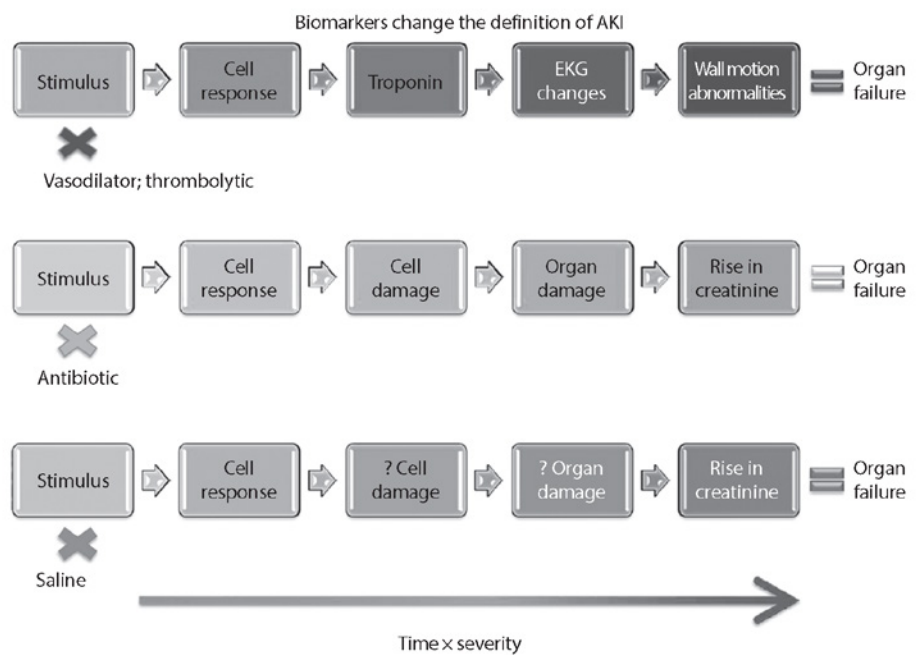 Biomarkers change the definition of AKI
Stimulus
Cell
response
Troponin
EKG
changes
Wall motion
abnormalities
Organ
failure
Vasodilator; thrombolytic
Stimulus
Cell
response
Cell
damage
Organ
damage
Rise in
creatinine
Organ
failure
Antibiotic
Stimulus
Cell
response
? Cell
damage
? Organ
damage
Rise in
creatinine
Organ
failure
Saline
Time × severity